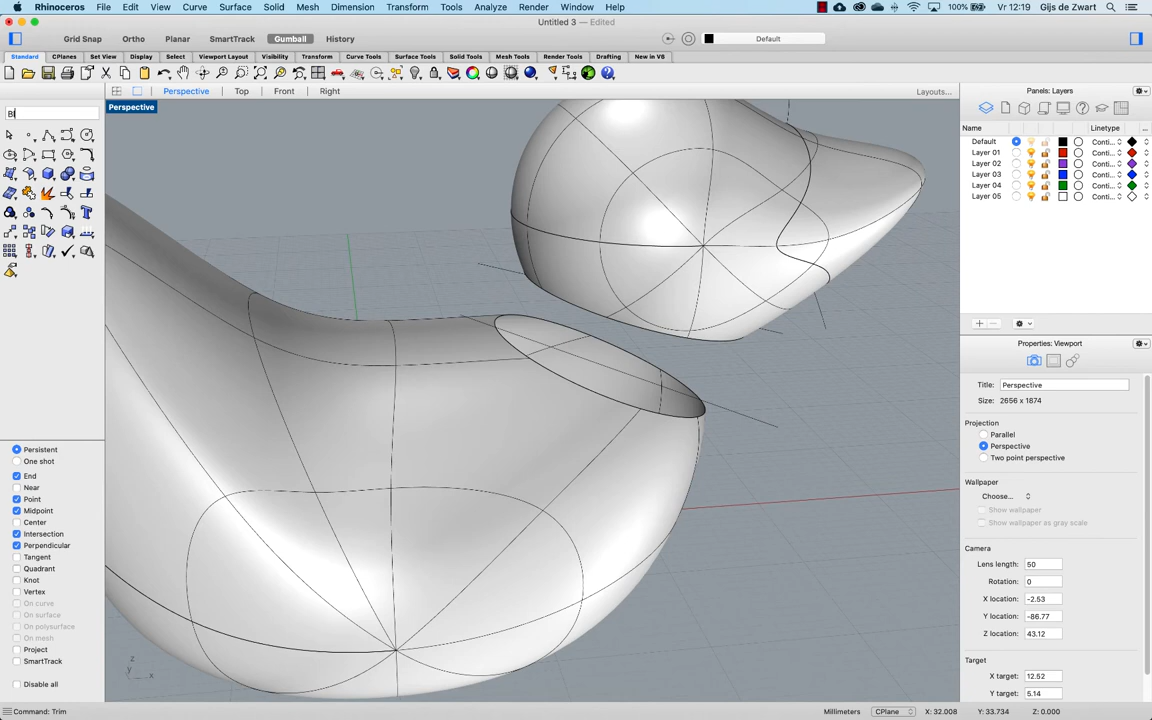 Rhinoceros File Edit View Curve Surface Solid Mesh Dimension Transform Tools Analyze Render Window Help 100% Vr 12:19 Gijs de Zwart
Untitled 3 — Edited
Grid Snap Ortho Planar SmartTrack Gumball History Default
Standard CPlanes Set View Display Select Viewport Layout Visibility Transform Curve Tools Surface Tools Solid Tools Mesh Tools Render Tools Drafting New in V6
Perspective Top Front Right Layouts... Panels: Layers
Perspective
Bl
Name Linetype ...
Default Conti...
Layer 01 Conti...
Layer 02 Conti...
Layer 03 Conti...
Layer 04 Conti...
Layer 05 Conti...
Properties: Viewport
Title: Perspective
Size: 2656 x 1874
Projection
Parallel
Perspective
Two point perspective
Wallpaper
Choose...
Show wallpaper
Show wallpaper as gray scale
Camera
Lens length: 50
Rotation: 0
X location: -2.53
Y location: -86.77
Z location: 43.12
Target
X target: 12.52
Y target: 5.14
Persistent
One shot
End
Near
Point
Midpoint
Center
Intersection
Perpendicular
Tangent
Quadrant
Knot
Vertex
On curve
On surface
On polysurface
On mesh
Project
SmartTrack
Disable all
z
y x
Command: Trim Millimeters CPlane X: 32.008 Y: 33.734 Z: 0.000